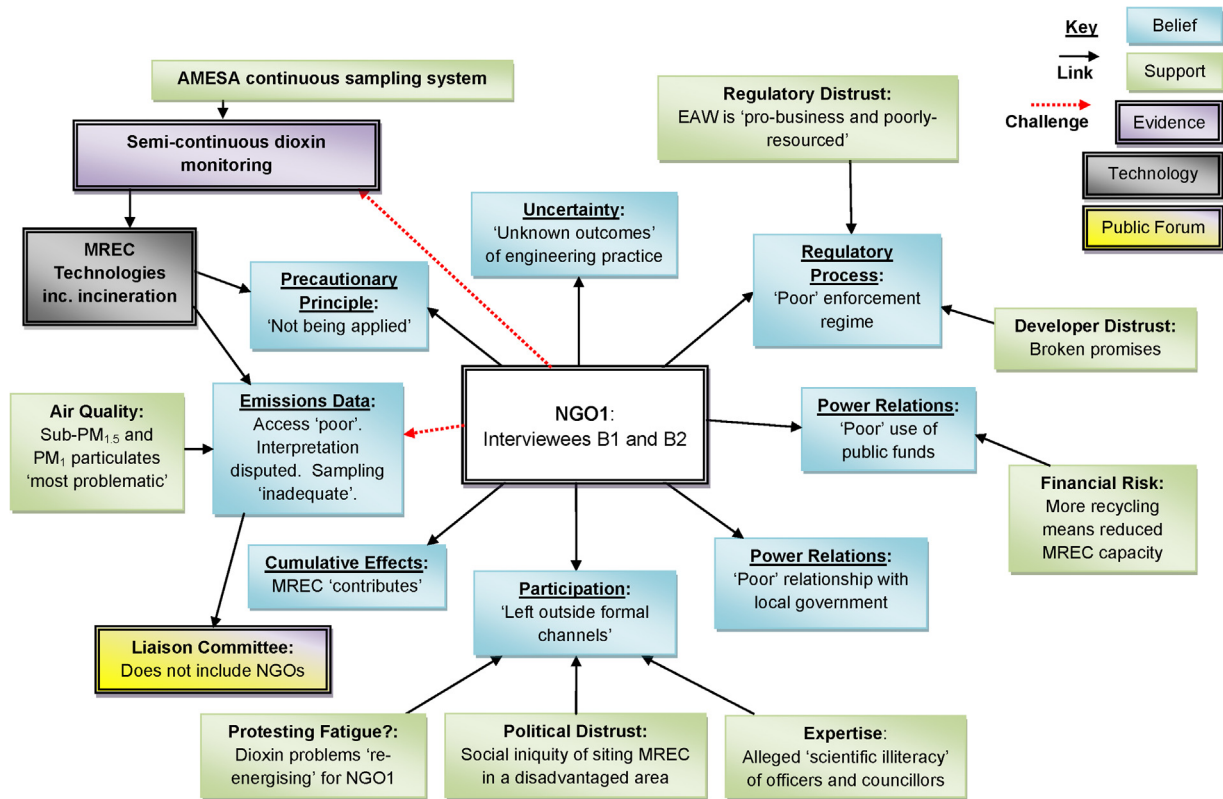 Key
Belief
Link
Support
Challenge
Evidence
Technology
Public Forum
AMESA continuous sampling system
Semi-continuous dioxin
monitoring
MREC
Technologies
inc. incineration
Precautionary
Principle:
'Not being applied'
Uncertainty:
'Unknown outcomes'
of engineering practice
Regulatory Distrust:
EAW is 'pro-business and poorly-
resourced'
Regulatory
Process:
'Poor' enforcement
regime
Developer Distrust:
Broken promises
Air Quality:
Sub-PM1.5 and
PM1 particulates
'most problematic'
Emissions Data:
Access 'poor'.
Interpretation
disputed. Sampling
'inadequate'.
NGO1:
Interviewees B1 and B2
Power Relations:
'Poor' use of
public funds
Financial Risk:
More recycling
means reduced
MREC capacity
Cumulative Effects:
MREC 'contributes'
Participation:
'Left outside formal
channels'
Power Relations:
'Poor' relationship with
local government
Liaison Committee:
Does not include NGOs
Protesting Fatigue?:
Dioxin problems 're-
energising' for NGO1
Political Distrust:
Social iniquity of siting MREC
in a disadvantaged area
Expertise:
Alleged 'scientific illiteracy'
of officers and councillors